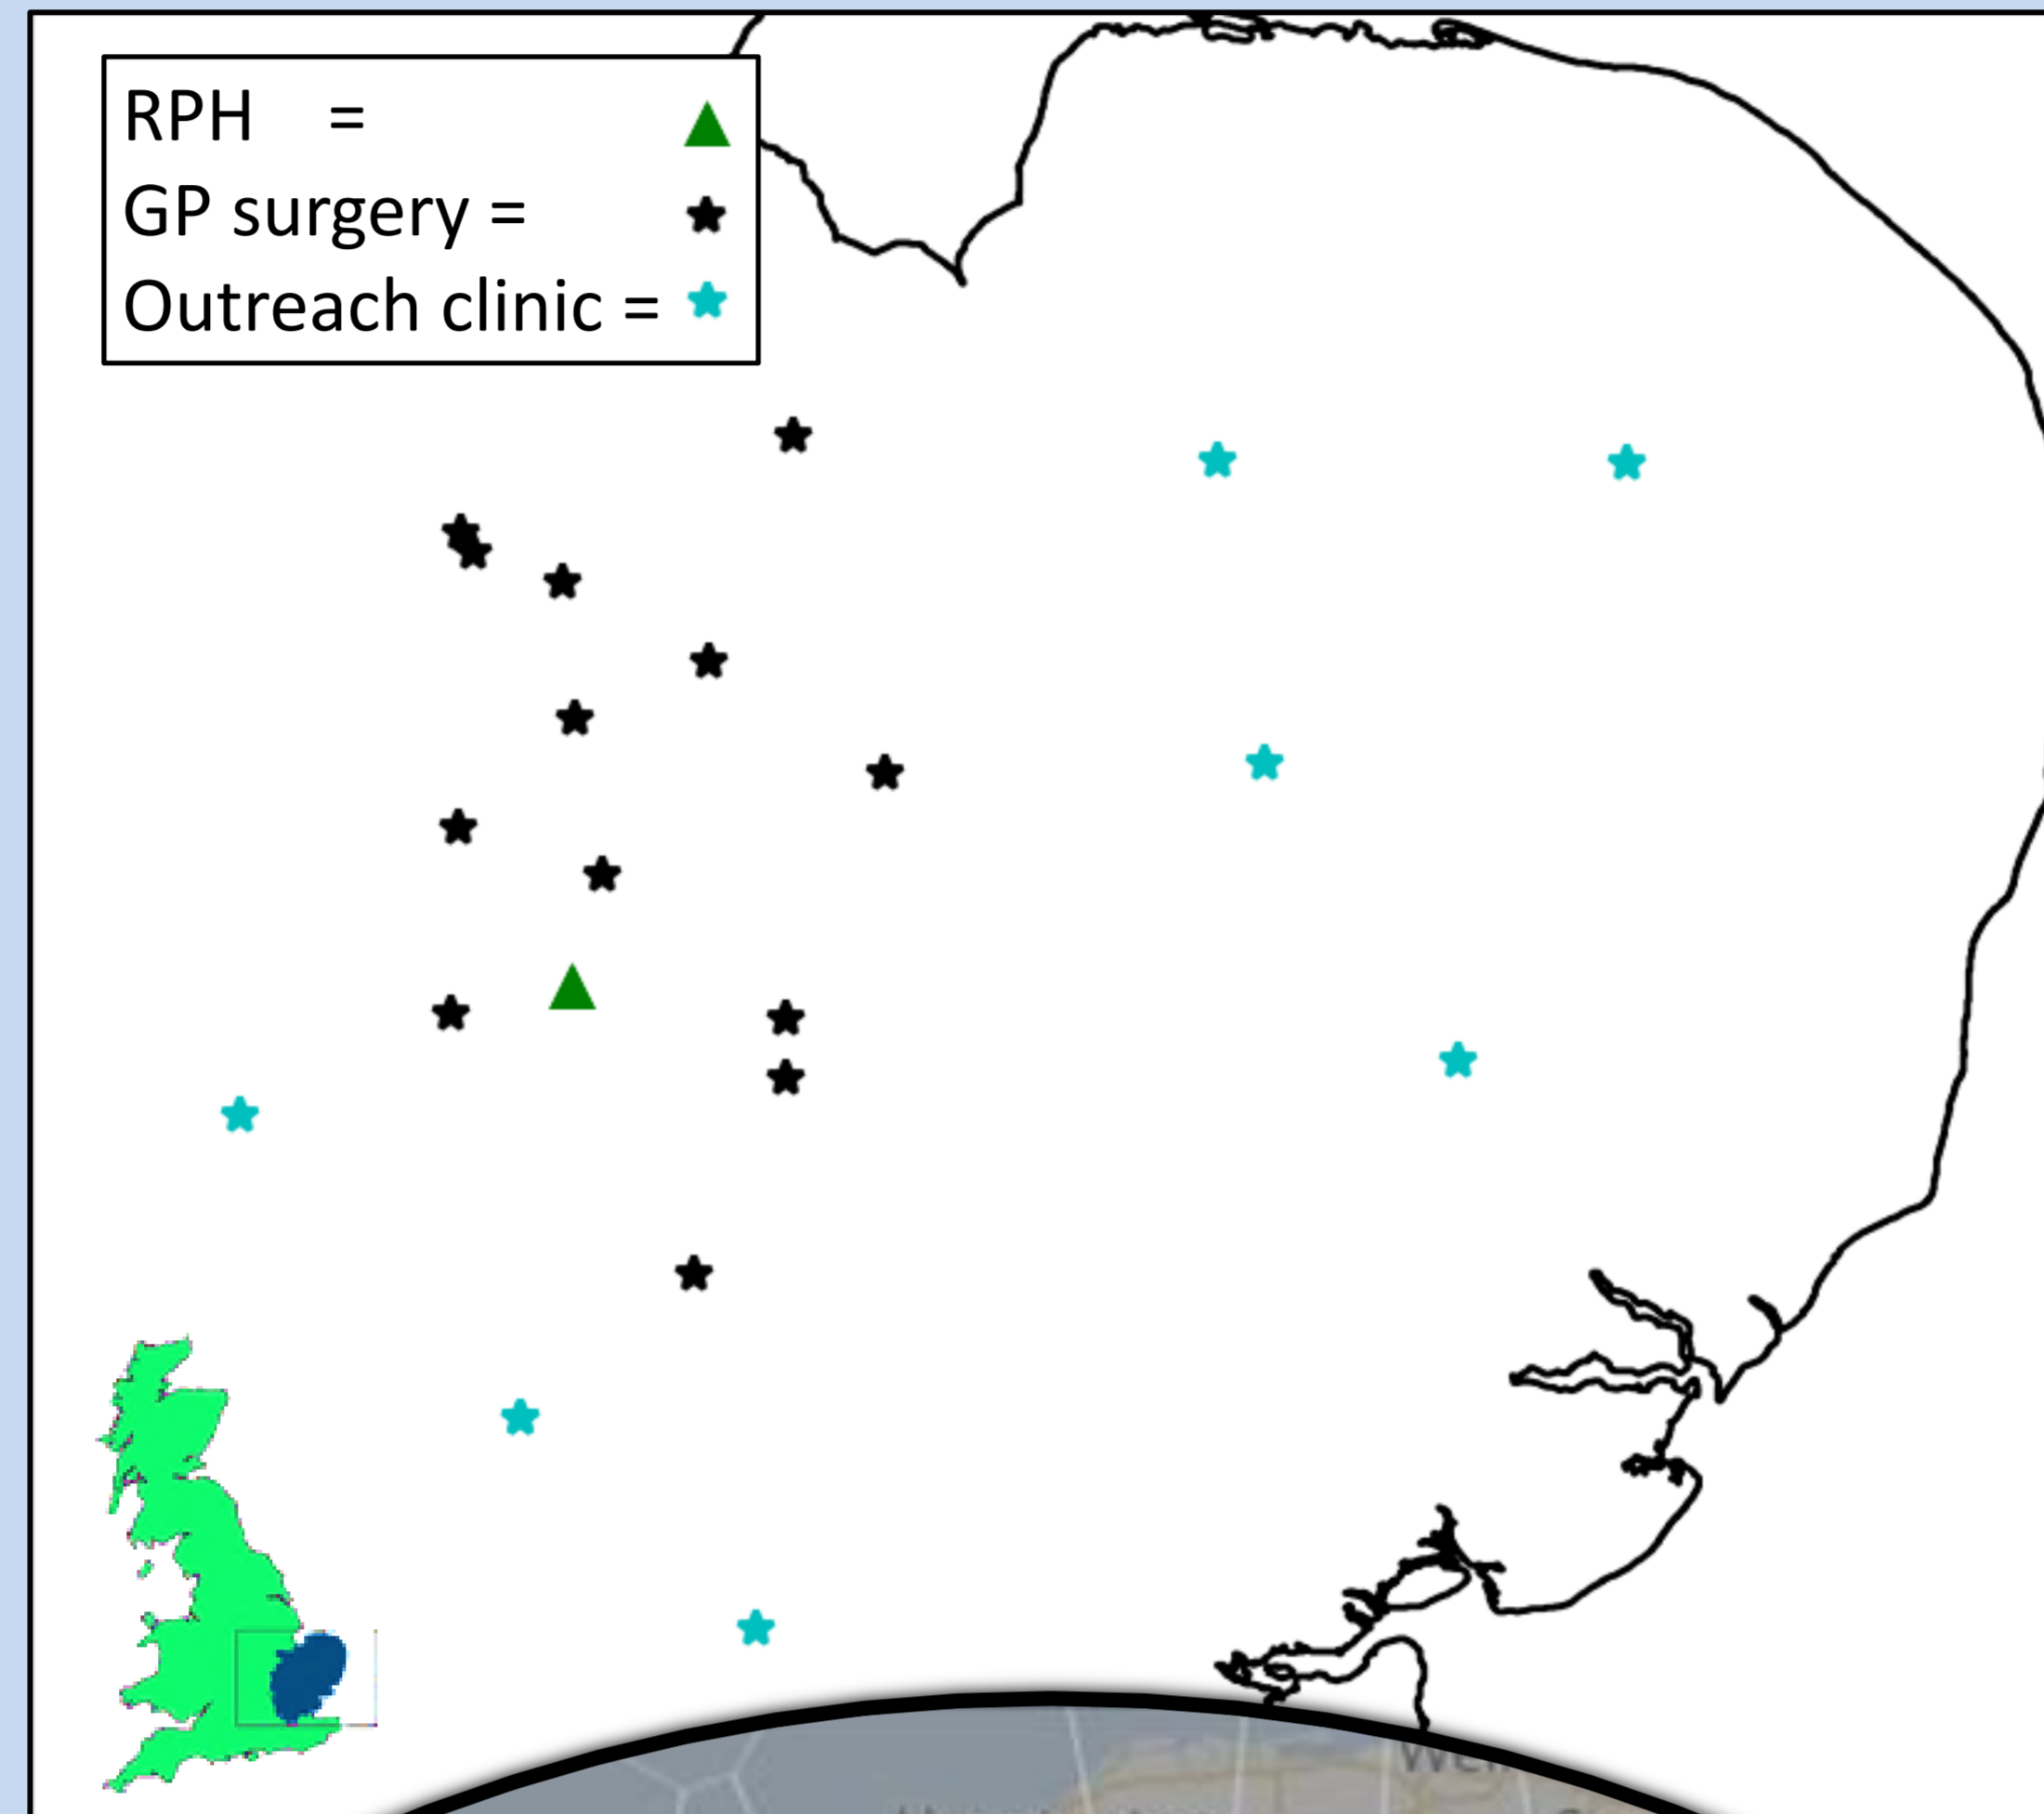 RPH =
GP surgery =
Outreach clinic =